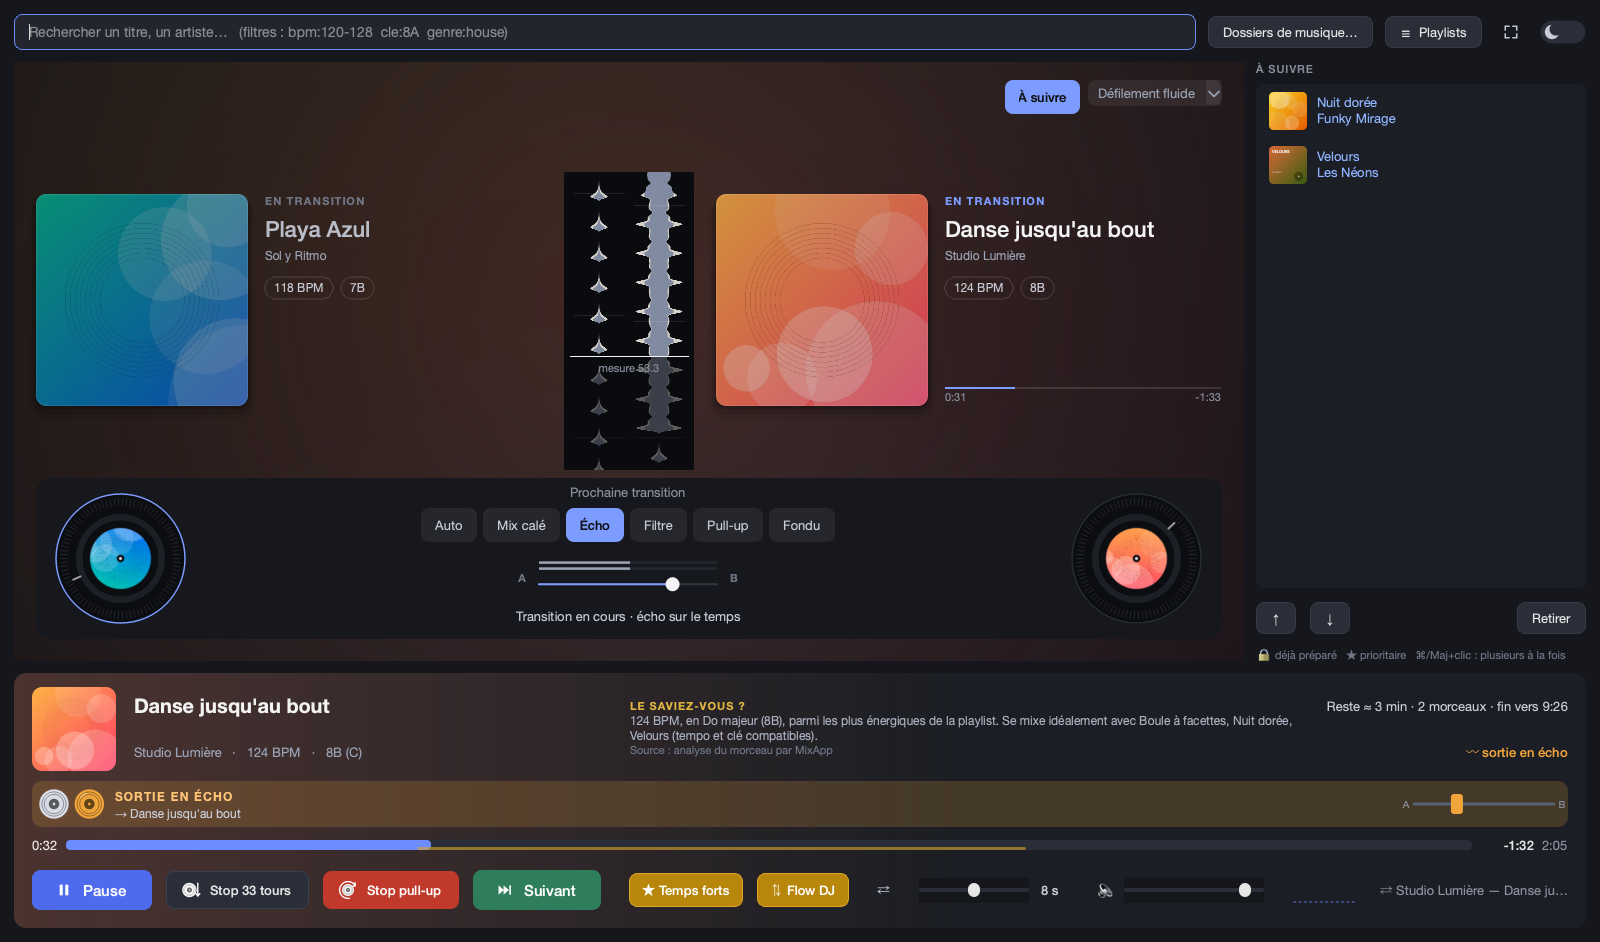 Rechercher un titre, un artiste… (filtres : bpm:120-128 cle:8A genre:house)
Dossiers de musique…
≡ Playlists
À suivre
Défilement fluide
EN TRANSITION
Playa Azul
Sol y Ritmo
118 BPM 7B
mesure 53.3
EN TRANSITION
Danse jusqu'au bout
Studio Lumière
124 BPM 8B
0:31 -1:33
Prochaine transition
Auto Mix calé Écho Filtre Pull-up Fondu
A B
Transition en cours · écho sur le temps
À SUIVRE
Nuit dorée
Funky Mirage
VELOURS
Velours
Les Néons
↑ ↓ Retirer
déjà préparé ★ prioritaire ⌘/Maj+clic : plusieurs à la fois
Danse jusqu'au bout
Studio Lumière · 124 BPM · 8B (C)
LE SAVIEZ-VOUS ?
124 BPM, en Do majeur (8B), parmi les plus énergiques de la playlist. Se mixe idéalement avec Boule à facettes, Nuit dorée,
Velours (tempo et clé compatibles).
Source : analyse du morceau par MixApp
Reste ≈ 3 min · 2 morceaux · fin vers 9:26
sortie en écho
SORTIE EN ÉCHO
→ Danse jusqu'au bout
A B
0:32 -1:32 2:05
Pause
Stop 33 tours
Stop pull-up
Suivant
★ Temps forts
Flow DJ
8 s
⇄ Studio Lumière — Danse ju…